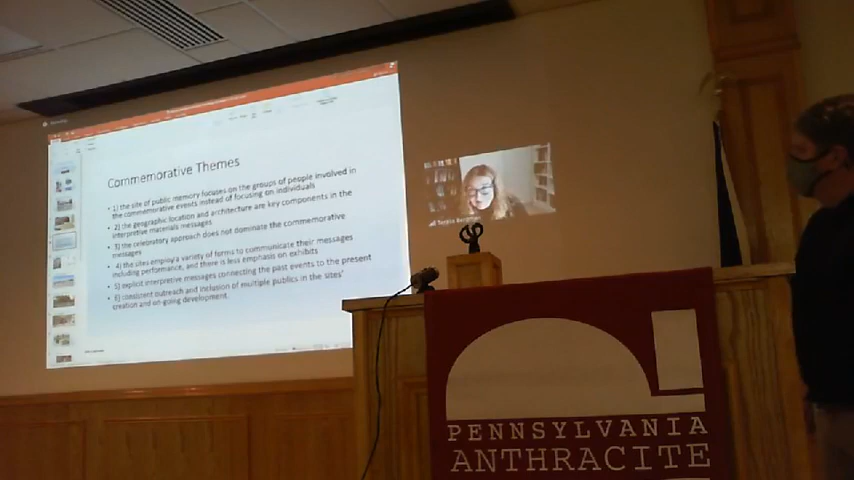 Commemorative Themes
• 1) the site of public memory focuses on the groups of people involved in
the commemorative events instead of focusing on individuals
• 2) the geographic location and architecture are key components in the
interpretive materials messages
• 3) the celebratory approach does not dominate the commemorative
messages
• 4) the sites employ a variety of forms to communicate their messages
including performance, and there is less emphasis on exhibits
• 5) explicit interpretive messages connecting the past events to the present
• 6) consistent outreach and inclusion of multiple publics in the sites'
creation and on-going development.
PENNSYLVANIA
ANTHRACITE